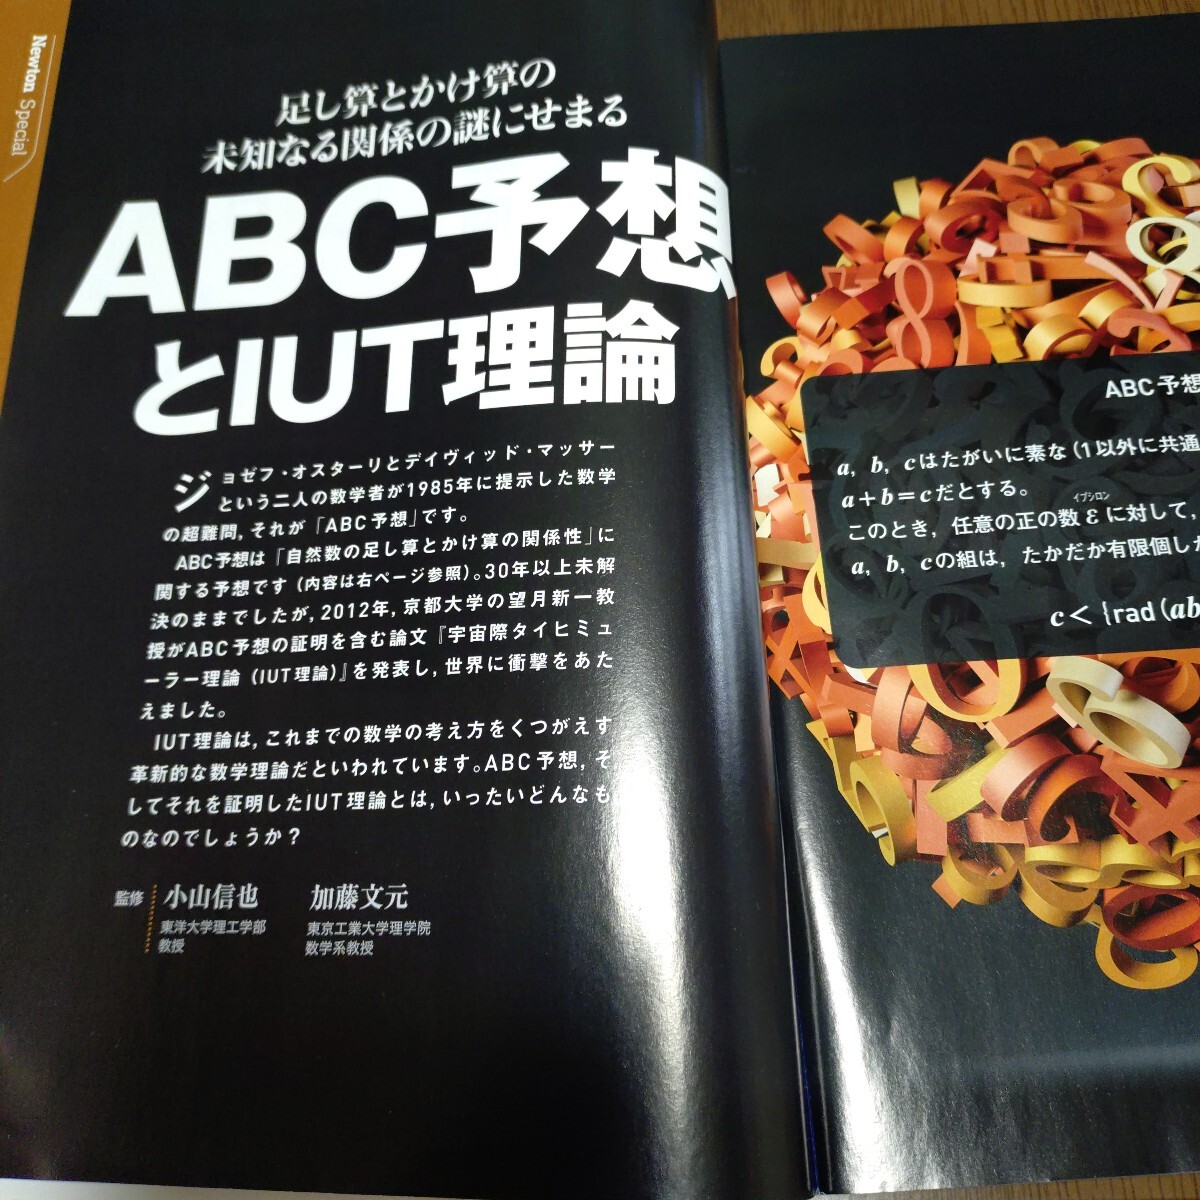 Newton Special
足し算とかけ算の
未知なる関係の謎にせまる
ABC予想
とIUT理論
ジョゼフ・オスターリとデイヴィッド・マッサー
という二人の数学者が1985年に提示した数学
の超難問，それが「ABC予想」です。
ABC予想は「自然数の足し算とかけ算の関係性」に
関する予想です（内容は右ページ参照）。30年以上未解
決のままでしたが，2012年，京都大学の望月新一教
授がABC予想の証明を含む論文『宇宙際タイヒミュ
ーラー理論（IUT理論）』を発表し，世界に衝撃をあた
えました。
IUT理論は，これまでの数学の考え方をくつがえす
革新的な数学理論だといわれています。ABC予想，そ
してそれを証明したIUT理論とは，いったいどんなも
のなのでしょうか？
監修
小山信也
東洋大学理工学部
教授
加藤文元
東京工業大学理学院
数学系教授
ABC予想
a，b，cはたがいに素な（1以外に共通
a＋b＝cだとする。
イプシロン
このとき，任意の正の数εに対して，
a，b，cの組は，たかだか有限個し
c＜{rad(ab